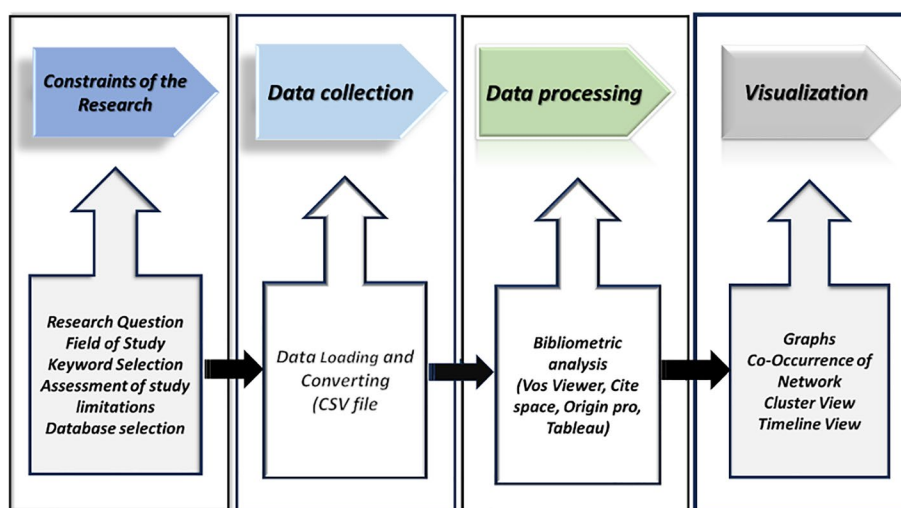 Constraints of the
Research
Data collection
Data processing
Visualization
Research Question
Field of Study
Keyword Selection
Assessment of study
limitations
Database selection
Data Loading and
Converting
(CSV file
Bibliometric
analysis
(Vos Viewer, Cite
space, Origin pro,
Tableau)
Graphs
Co-Occurrence of
Network
Cluster View
Timeline View